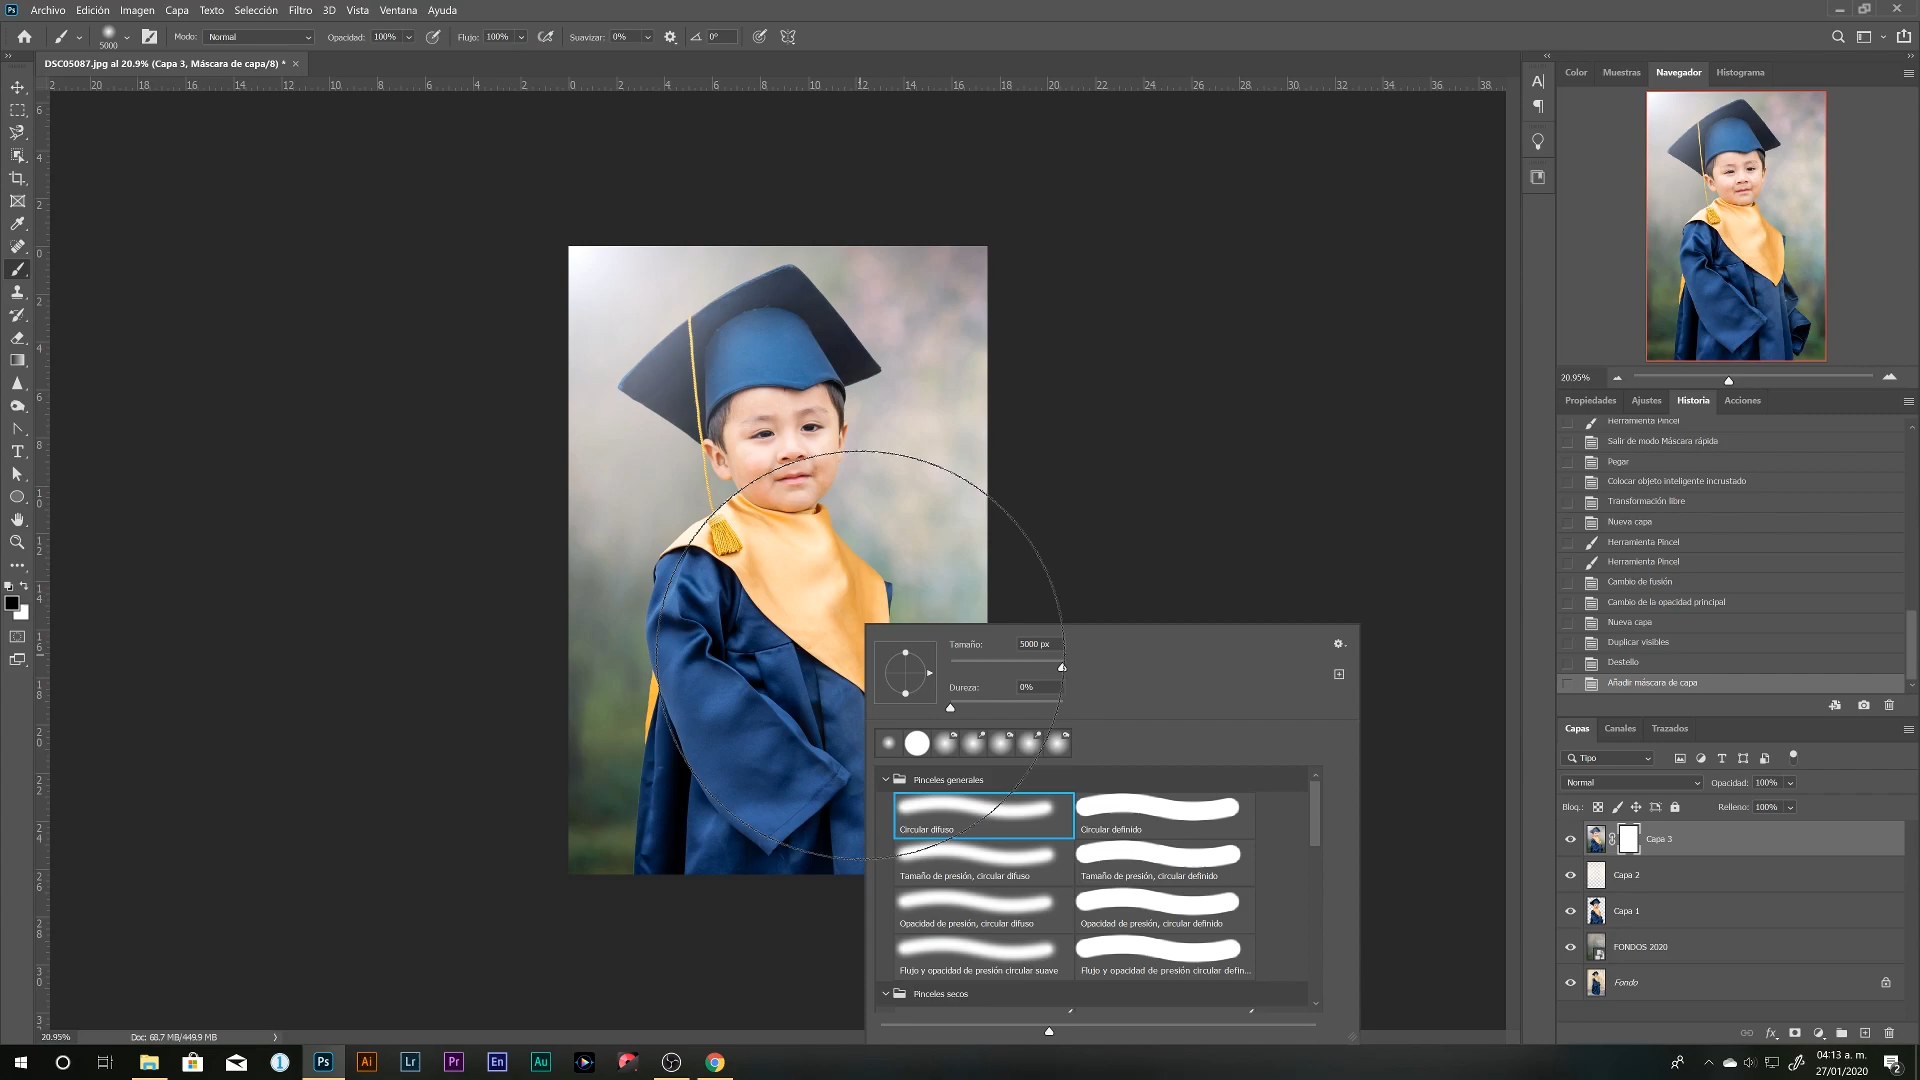 Archivo Edición Imagen Capa Texto Selección Filtro 3D Vista Ventana Ayuda
5000 Modo: Normal Opacidad: 100% Flujo: 100% Suavizar: 0% 0°
DSC05087.jpg al 20.9% (Capa 3, Máscara de capa/8) *
Color Muestras Navegador Histograma
20.95%
Propiedades Ajustes Historia Acciones
Herramienta Pincel
Salir de modo Máscara rápida
Pegar
Colocar objeto inteligente incrustado
Transformación libre
Nueva capa
Herramienta Pincel
Herramienta Pincel
Cambio de fusión
Cambio de la opacidad principal
Nueva capa
Duplicar visibles
Destello
Añadir máscara de capa
Tamaño: 5000 px
Dureza: 0%
Pinceles generales
Circular difuso Circular definido
Tamaño de presión, circular difuso Tamaño de presión, circular definido
Opacidad de presión, circular difuso Opacidad de presión, circular definido
Flujo y opacidad de presión circular suave Flujo y opacidad de presión circular defin...
Pinceles secos
Capas Canales Trazados
Tipo
Normal Opacidad: 100%
Bloq.: Relleno: 100%
Capa 3
Capa 2
Capa 1
FONDOS 2020
Fondo
20.95% Doc: 68.7 MB/449.9 MB
Ps Ai Lr Pr En Au
04:13 a. m.
27/01/2020
2